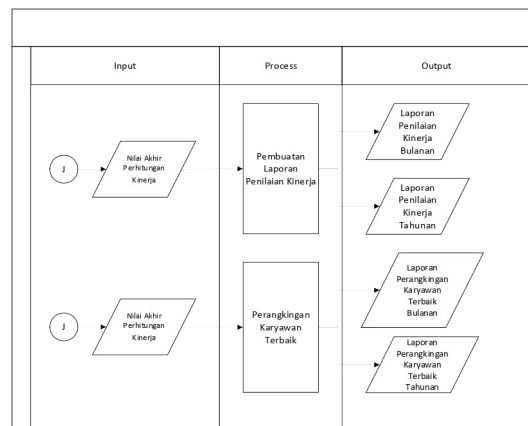 Input
Process
Output
J
Nilai Akhir
Perhitungan
Kinerja
Pembuatan
Laporan
Penilaian Kinerja
Laporan
Penilaian
Kinerja
Bulanan
Laporan
Penilaian
Kinerja
Tahunan
J
Nilai Akhir
Perhitungan
Kinerja
Perangkingan
Karyawan
Terbaik
Laporan
Perangkingan
Karyawan
Terbaik
Bulanan
Laporan
Perangkingan
Karyawan
Terbaik
Tahunan